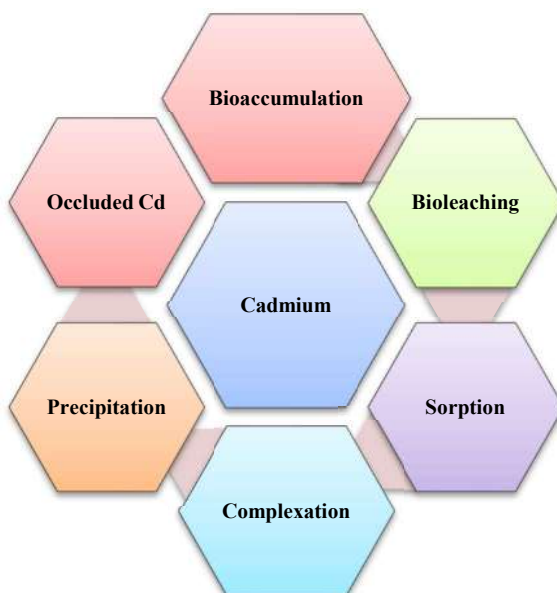 Bioaccumulation
Occluded Cd
Bioleaching
Cadmium
Precipitation
Sorption
Complexation